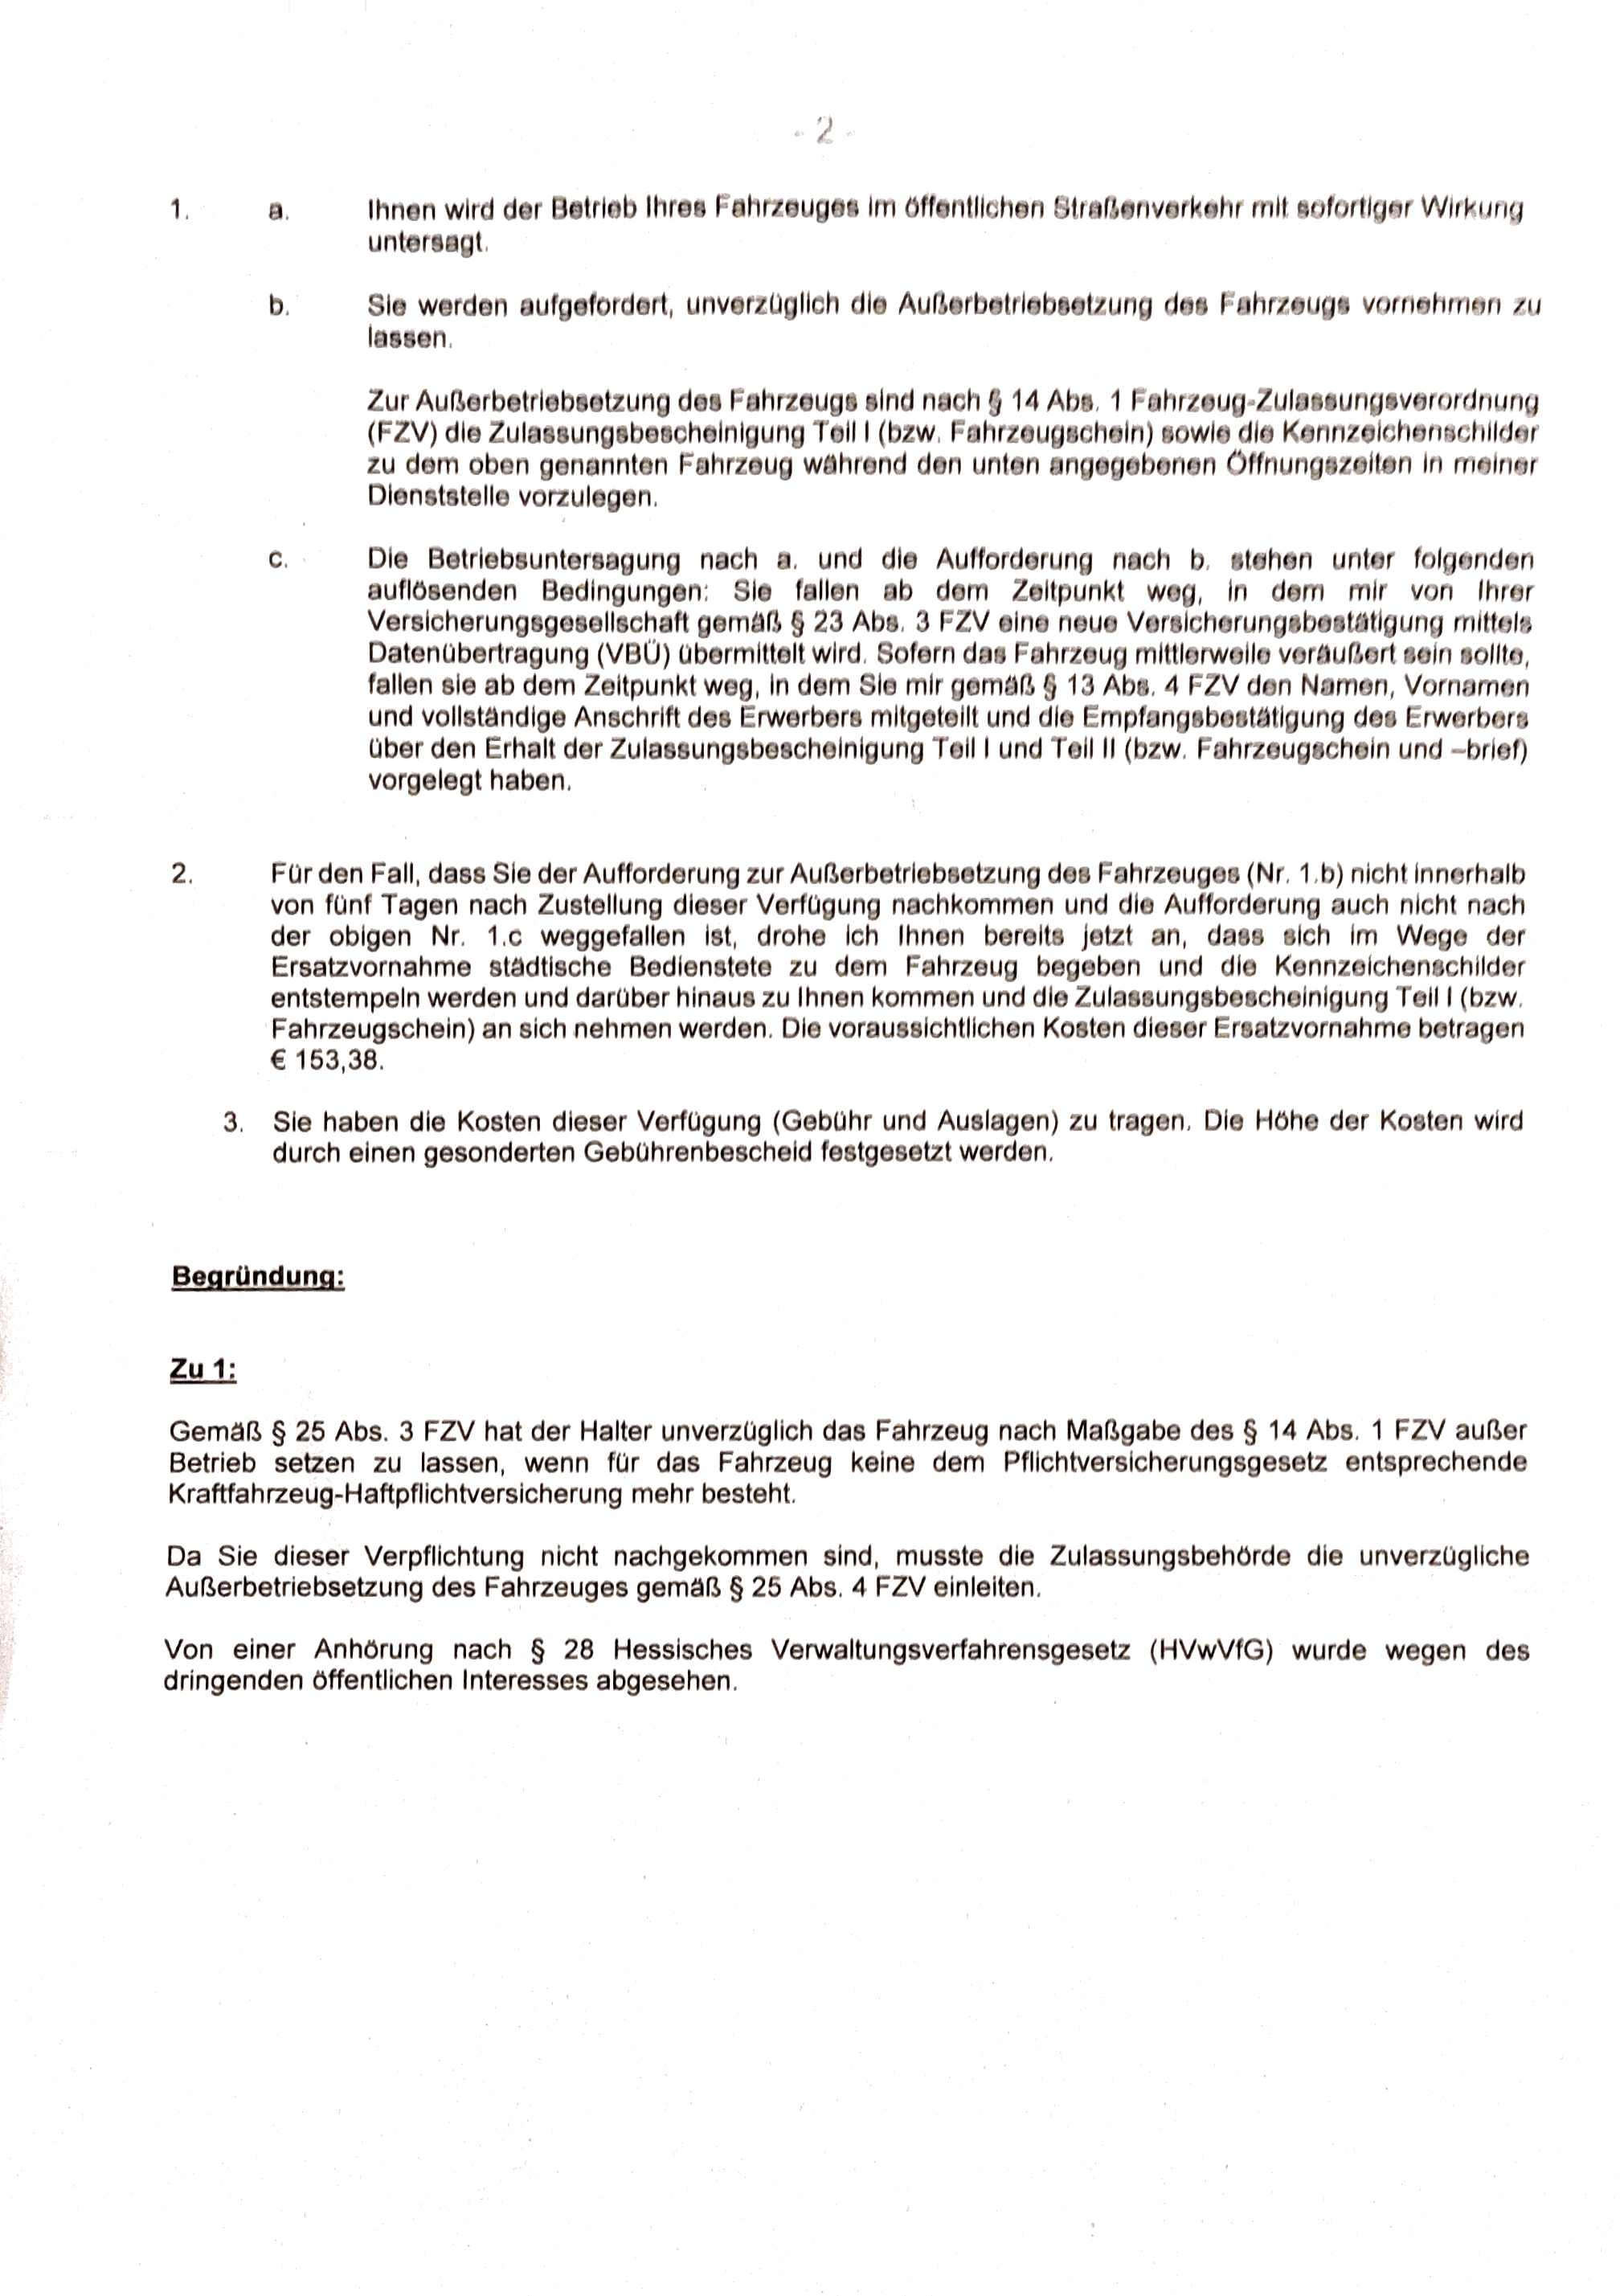 - 2 -
1. a. Ihnen wird der Betrieb Ihres Fahrzeuges im öffentlichen Straßenverkehr mit sofortiger Wirkung
untersagt.
b. Sie werden aufgefordert, unverzüglich die Außerbetriebsetzung des Fahrzeugs vornehmen zu
lassen.
Zur Außerbetriebsetzung des Fahrzeugs sind nach § 14 Abs. 1 Fahrzeug-Zulassungsverordnung
(FZV) die Zulassungsbescheinigung Teil I (bzw. Fahrzeugschein) sowie die Kennzeichenschilder
zu dem oben genannten Fahrzeug während den unten angegebenen Öffnungszeiten in meiner
Dienststelle vorzulegen.
c. Die Betriebsuntersagung nach a. und die Aufforderung nach b. stehen unter folgenden
auflösenden Bedingungen: Sie fallen ab dem Zeitpunkt weg, in dem mir von Ihrer
Versicherungsgesellschaft gemäß § 23 Abs. 3 FZV eine neue Versicherungsbestätigung mittels
Datenübertragung (VBÜ) übermittelt wird. Sofern das Fahrzeug mittlerweile veräußert sein sollte,
fallen sie ab dem Zeitpunkt weg, in dem Sie mir gemäß § 13 Abs. 4 FZV den Namen, Vornamen
und vollständige Anschrift des Erwerbers mitgeteilt und die Empfangsbestätigung des Erwerbers
über den Erhalt der Zulassungsbescheinigung Teil I und Teil II (bzw. Fahrzeugschein und –brief)
vorgelegt haben.
2. Für den Fall, dass Sie der Aufforderung zur Außerbetriebsetzung des Fahrzeuges (Nr. 1.b) nicht innerhalb
von fünf Tagen nach Zustellung dieser Verfügung nachkommen und die Aufforderung auch nicht nach
der obigen Nr. 1.c weggefallen ist, drohe ich Ihnen bereits jetzt an, dass sich im Wege der
Ersatzvornahme städtische Bedienstete zu dem Fahrzeug begeben und die Kennzeichenschilder
entstempeln werden und darüber hinaus zu Ihnen kommen und die Zulassungsbescheinigung Teil I (bzw.
Fahrzeugschein) an sich nehmen werden. Die voraussichtlichen Kosten dieser Ersatzvornahme betragen
€ 153,38.
3. Sie haben die Kosten dieser Verfügung (Gebühr und Auslagen) zu tragen. Die Höhe der Kosten wird
durch einen gesonderten Gebührenbescheid festgesetzt werden.
Begründung:
Zu 1:
Gemäß § 25 Abs. 3 FZV hat der Halter unverzüglich das Fahrzeug nach Maßgabe des § 14 Abs. 1 FZV außer
Betrieb setzen zu lassen, wenn für das Fahrzeug keine dem Pflichtversicherungsgesetz entsprechende
Kraftfahrzeug-Haftpflichtversicherung mehr besteht.
Da Sie dieser Verpflichtung nicht nachgekommen sind, musste die Zulassungsbehörde die unverzügliche
Außerbetriebsetzung des Fahrzeuges gemäß § 25 Abs. 4 FZV einleiten.
Von einer Anhörung nach § 28 Hessisches Verwaltungsverfahrensgesetz (HVwVfG) wurde wegen des
dringenden öffentlichen Interesses abgesehen.